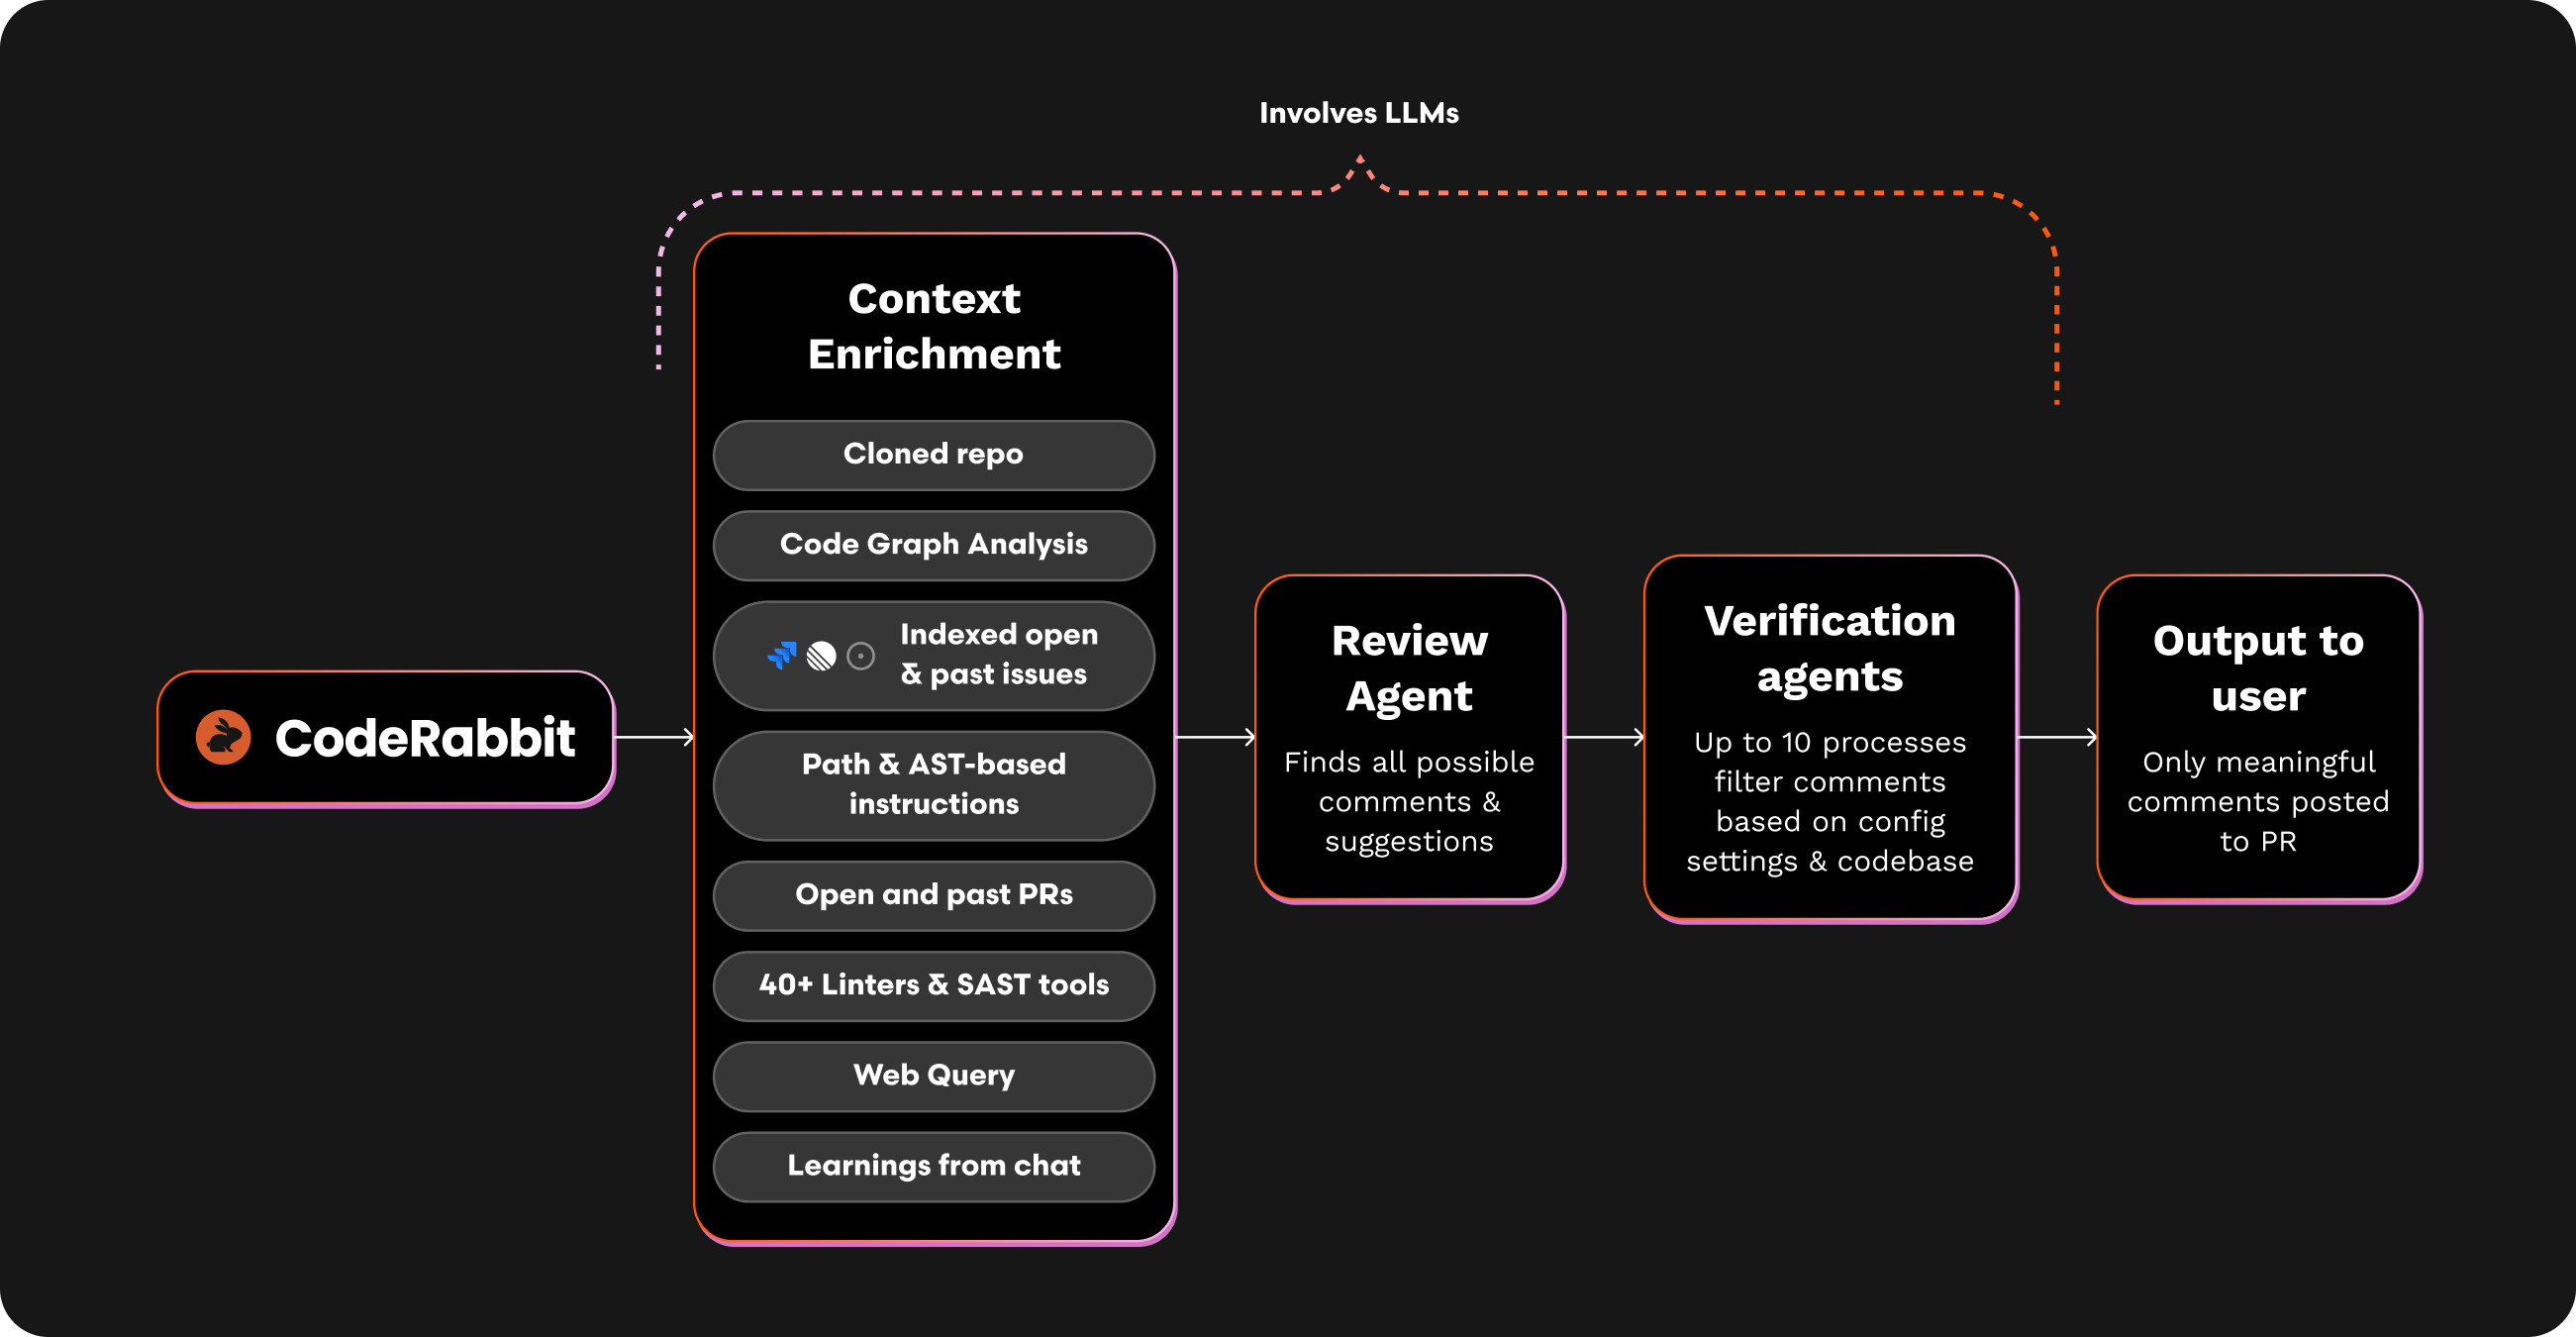 Involves LLMs
Context
Enrichment
Cloned repo
Code Graph Analysis
Indexed open
& past issues
Path & AST-based
instructions
Open and past PRs
40+ Linters & SAST tools
Web Query
Learnings from chat
CodeRabbit
Review
Agent
Finds all possible
comments &
suggestions
Verification
agents
Up to 10 processes
filter comments
based on config
settings & codebase
Output to
user
Only meaningful
comments posted
to PR